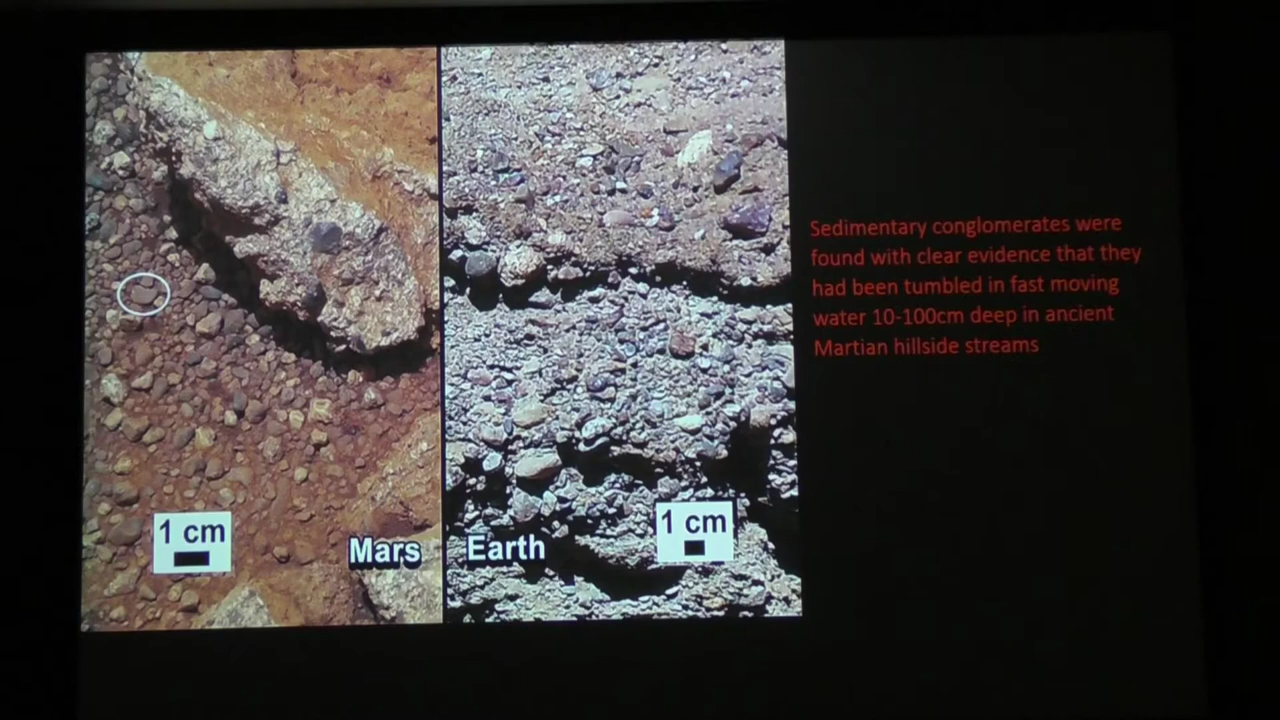 1 cm
Mars
Earth
1 cm
Sedimentary conglomerates were
found with clear evidence that they
had been tumbled in fast moving
water 10-100cm deep in ancient
Martian hillside streams